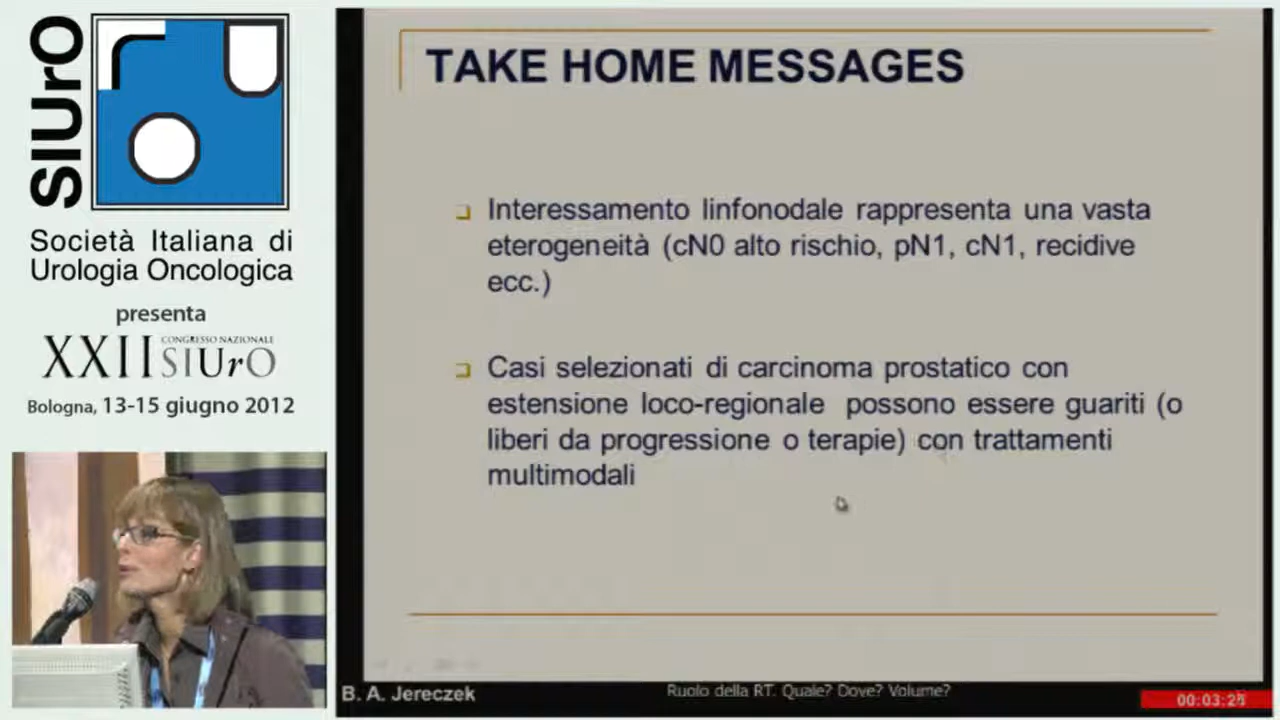 SIUrO
Società Italiana di
Urologia Oncologica
presenta
XXII CONGRESSO NAZIONALE
SIUrO
Bologna, 13-15 giugno 2012
TAKE HOME MESSAGES
Interessamento linfonodale rappresenta una vasta
eterogeneità (cN0 alto rischio, pN1, cN1, recidive
ecc.)
Casi selezionati di carcinoma prostatico con
estensione loco-regionale possono essere guariti (o
liberi da progressione o terapie) con trattamenti
multimodali
B. A. Jereczek
Ruolo della RT. Quale? Dove? Volume?